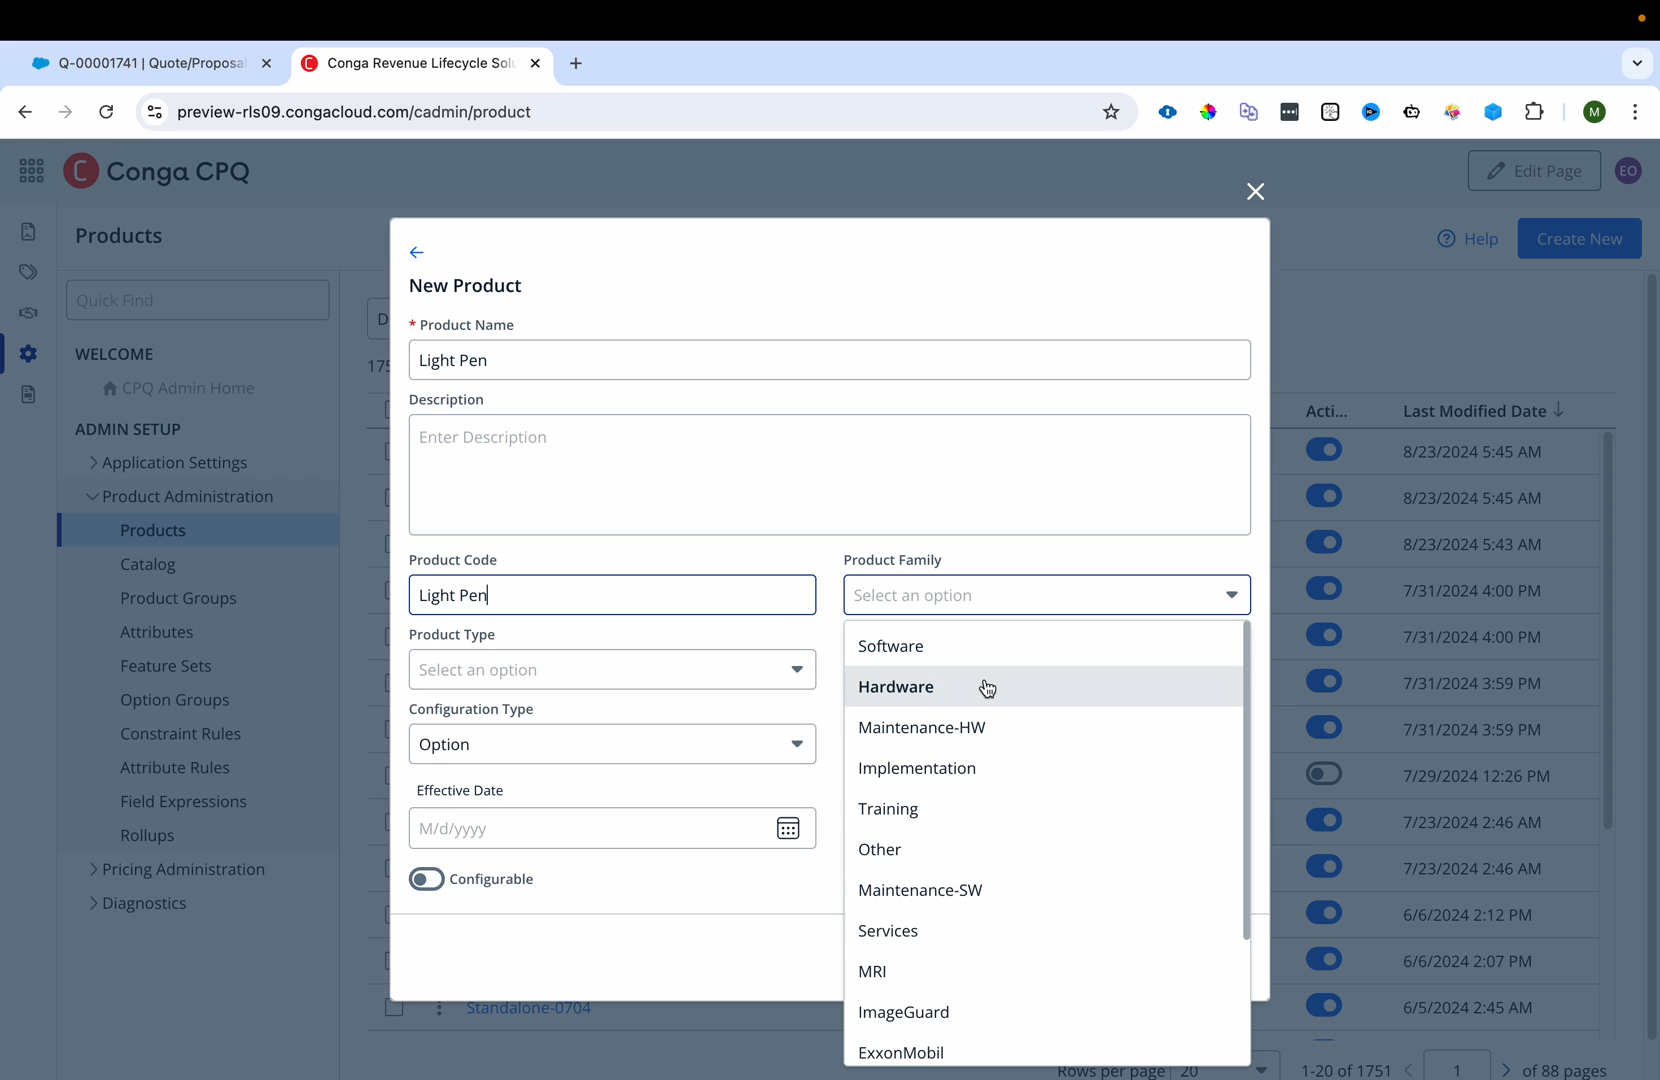 Q-00001741 | Quote/Proposal
Conga Revenue Lifecycle Solu
preview-rls09.congacloud.com/cadmin/product
M
Conga CPQ
Edit Page
EO
Products
Help
Create New
Quick Find
WELCOME
CPQ Admin Home
ADMIN SETUP
Application Settings
Product Administration
Products
Catalog
Product Groups
Attributes
Feature Sets
Option Groups
Constraint Rules
Attribute Rules
Field Expressions
Rollups
Pricing Administration
Diagnostics
New Product
* Product Name
Light Pen
Description
Enter Description
Product Code
Light Pen
Product Family
Select an option
Product Type
Select an option
Configuration Type
Option
Effective Date
M/d/yyyy
Configurable
Software
Hardware
Maintenance-HW
Implementation
Training
Other
Maintenance-SW
Services
MRI
ImageGuard
ExxonMobil
Acti...
Last Modified Date
8/23/2024 5:45 AM
8/23/2024 5:45 AM
8/23/2024 5:43 AM
7/31/2024 4:00 PM
7/31/2024 4:00 PM
7/31/2024 3:59 PM
7/31/2024 3:59 PM
7/29/2024 12:26 PM
7/23/2024 2:46 AM
7/23/2024 2:46 AM
6/6/2024 2:12 PM
6/6/2024 2:07 PM
Standalone-0704
6/5/2024 2:45 AM
Rows per page 20
1-20 of 1751
1
of 88 pages